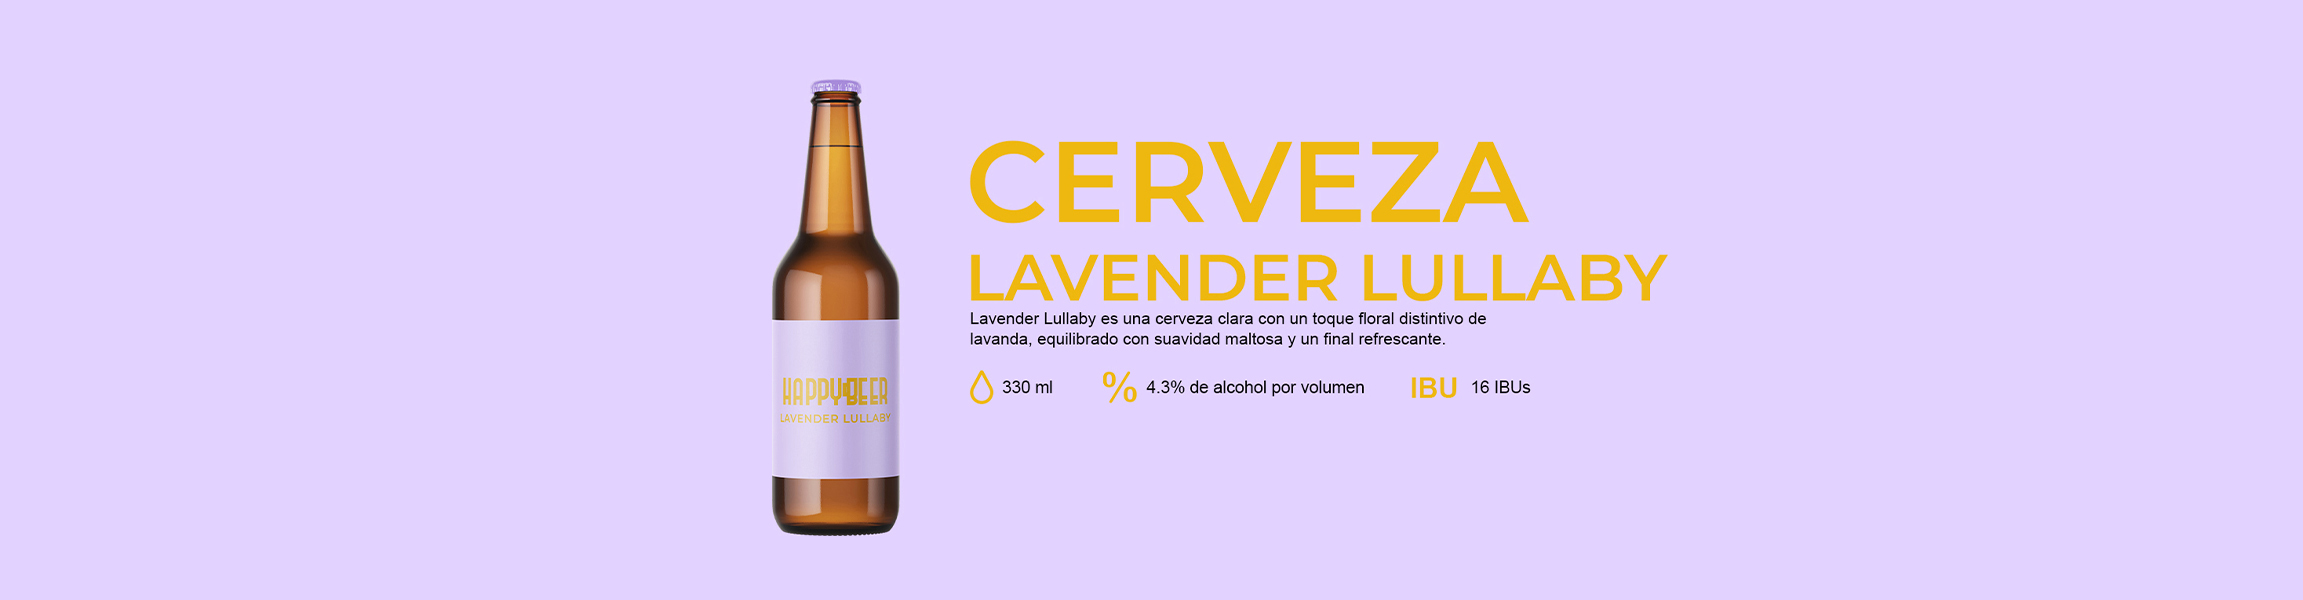 CERVEZA
LAVENDER LULLABY
Lavender Lullaby es una cerveza clara con un toque floral distintivo de
lavanda, equilibrado con suavidad maltosa y un final refrescante.
330 ml % 4.3% de alcohol por volumen IBU 16 IBUs
HAPPY BEER
LAVENDER LULLABY